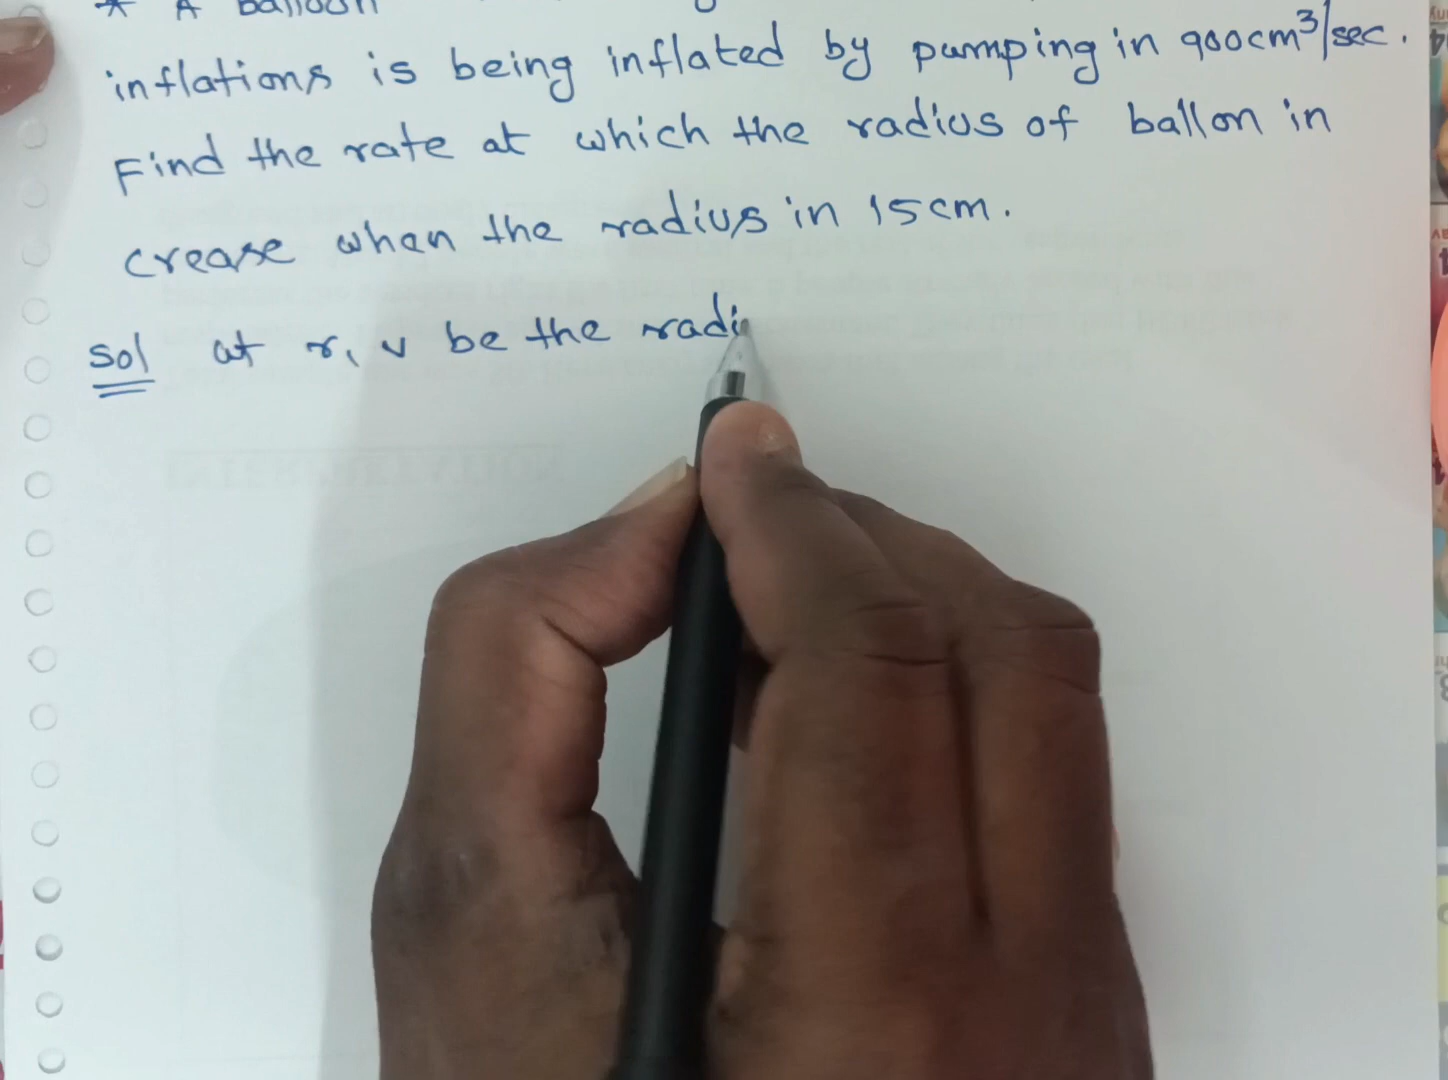 * A balloon
inflations is being inflated by pumping in 900cm³/sec.
Find the rate at which the radius of ballon in
crease when the radius in 15cm.
Sol at r, v be the radi